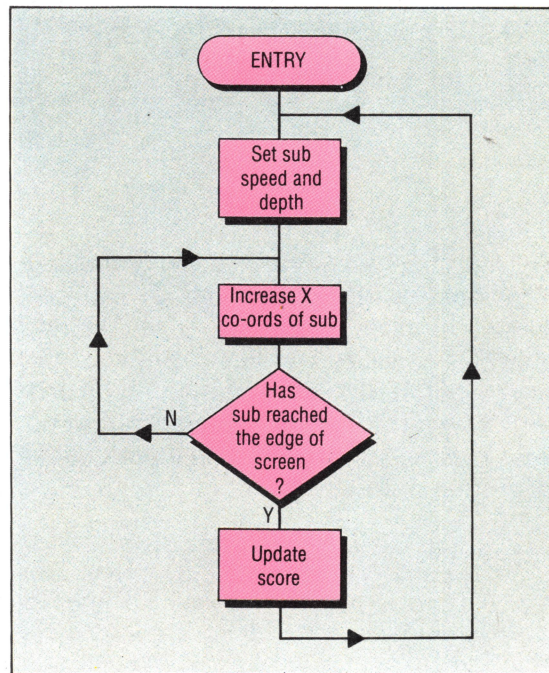 ENTRY
Set sub
speed and
depth
Increase X
co-ords of sub
Has
sub reached
the edge of
screen
?
N
Y
Update
score